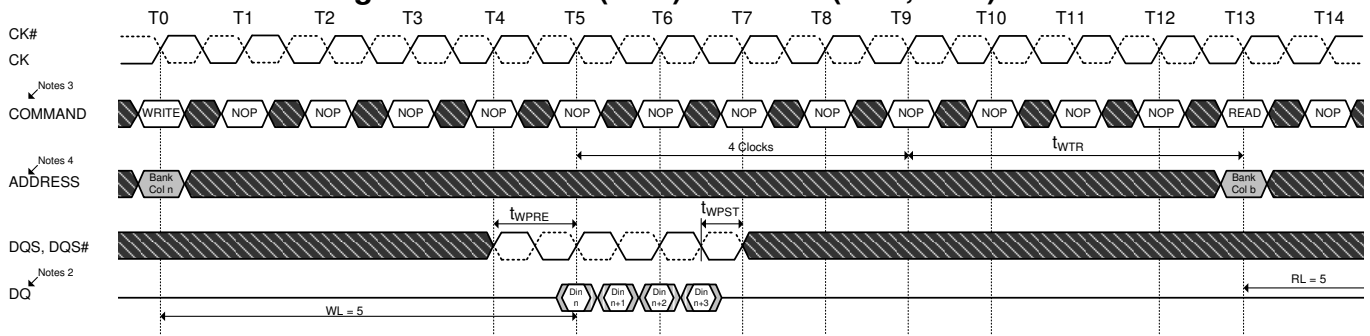 T0 T1 T2 T3 T4 T5 T6 T7 T8 T9 T10 T11 T12 T13 T14
CK#
CK
Notes 3
COMMAND WRITE NOP NOP NOP NOP NOP NOP NOP NOP NOP NOP NOP NOP READ NOP
4 Clocks tWTR
Notes 4
ADDRESS Bank Col n Bank Col b
tWPRE tWPST
DQS, DQS#
Notes 2
DQ Din n Din n+1 Din n+2 Din n+3
RL = 5
WL = 5